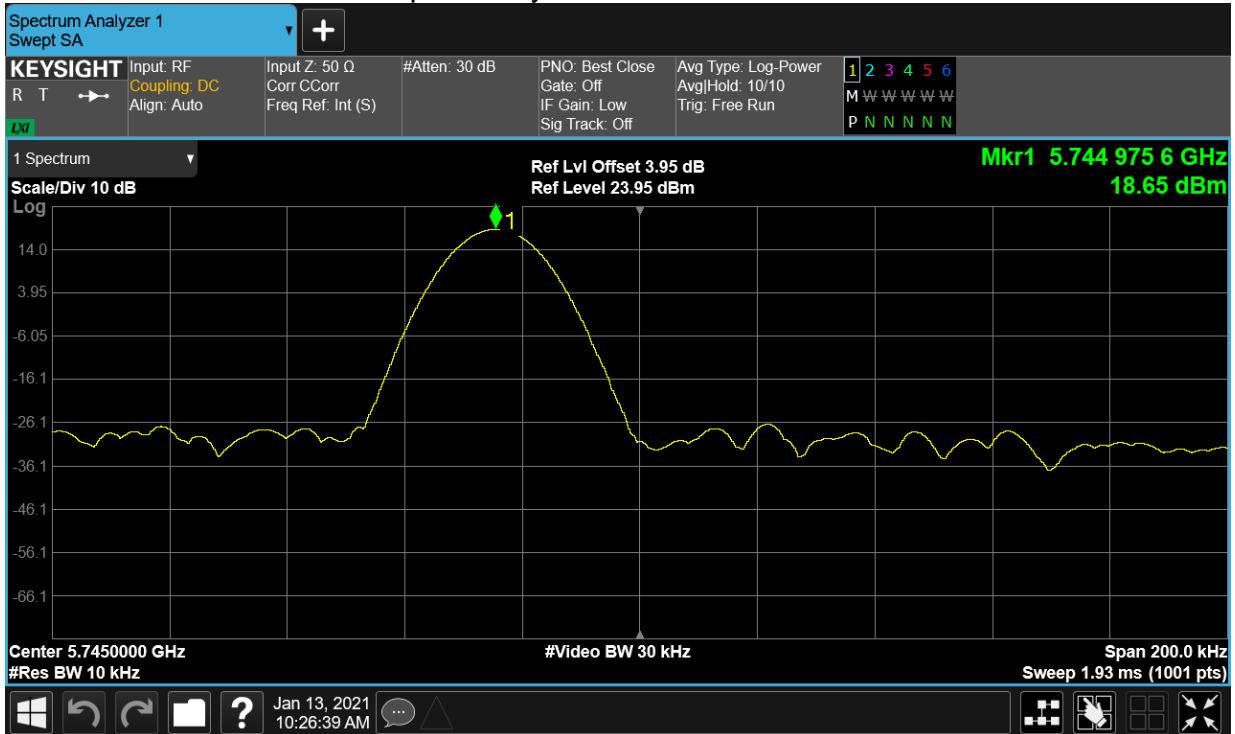 Spectrum Analyzer 1
Swept SA
+
KEYSIGHT
R T
LXI
Input: RF
Coupling: DC
Align: Auto
Input Z: 50 Ω
Corr CCorr
Freq Ref: Int (S)
#Atten: 30 dB
PNO: Best Close
Gate: Off
IF Gain: Low
Sig Track: Off
Avg Type: Log-Power
Avg|Hold: 10/10
Trig: Free Run
1 2 3 4 5 6
M W W W W W
P N N N N N
1 Spectrum
Scale/Div 10 dB
Log
Ref Lvl Offset 3.95 dB
Ref Level 23.95 dBm
Mkr1 5.744 975 6 GHz
18.65 dBm
1
14.0
3.95
-6.05
-16.1
-26.1
-36.1
-46.1
-56.1
-66.1
Center 5.7450000 GHz
#Res BW 10 kHz
#Video BW 30 kHz
Span 200.0 kHz
Sweep 1.93 ms (1001 pts)
?
Jan 13, 2021
10:26:39 AM